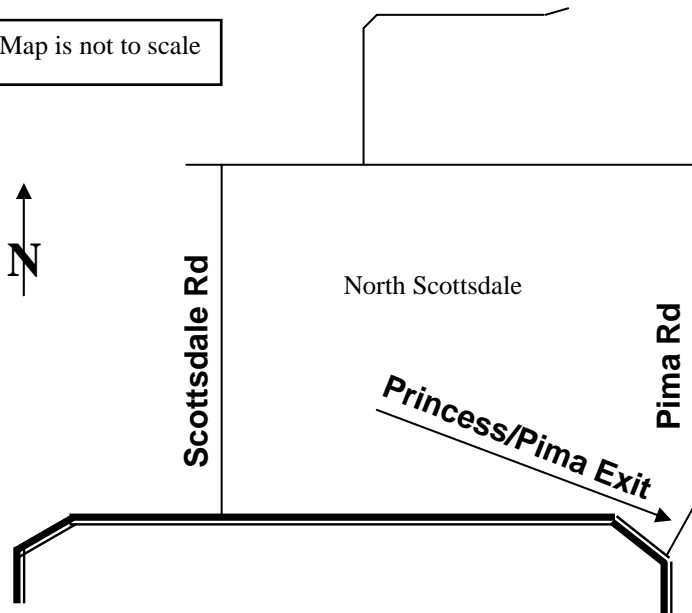 Map is not to scale
N
Scottsdale Rd
North Scottsdale
Princess/Pima Exit
Pima Rd